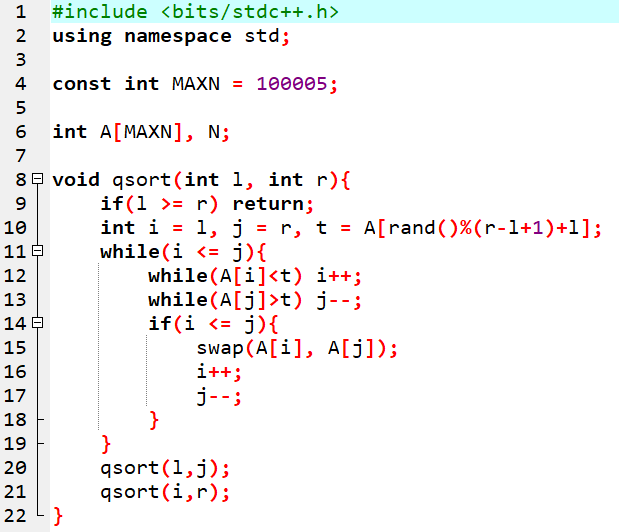 1 #include <bits/stdc++.h>
2 using namespace std;
3
4 const int MAXN = 100005;
5
6 int A[MAXN], N;
7
8 void qsort(int l, int r){
9     if(l >= r) return;
10     int i = l, j = r, t = A[rand()%(r-l+1)+l];
11     while(i <= j){
12         while(A[i]<t) i++;
13         while(A[j]>t) j--;
14         if(i <= j){
15             swap(A[i], A[j]);
16             i++;
17             j--;
18         }
19     }
20     qsort(l,j);
21     qsort(i,r);
22 }